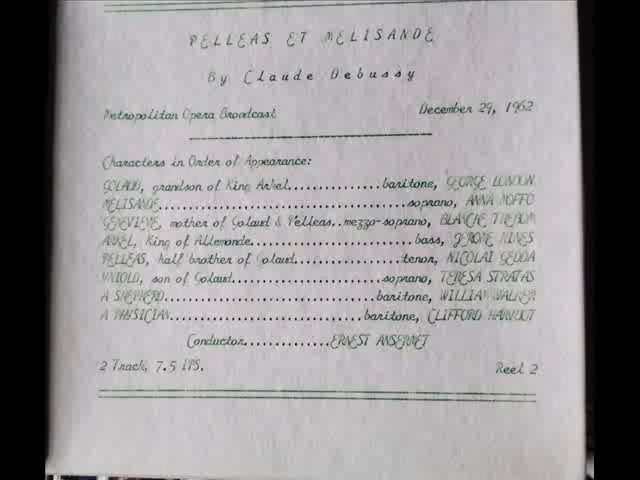 PELLEAS ET MELISANDE
By Claude Debussy
Metropolitan Opera Broadcast December 29, 1962
Characters in Order of Appearance:
GOLAUD, grandson of King Arkel..............baritone, GEORGE LONDON
MELISANDE.....................................soprano, ANNA MOFFO
GENEVIEVE, mother of Golaud & Pelleas..mezzo-soprano, BLANCHE THEBOM
ARKEL, King of Allemonde.........................bass, JEROME HINES
PELLEAS, half brother of Golaud................tenor, NICOLAI GEDDA
YNIOLD, son of Golaud.......................soprano, TERESA STRATAS
A SHEPHERD................................baritone, WILLIAM WALKER
A PHYSICIAN.............................baritone, CLIFFORD HARVUOT
Conductor.............ERNEST ANSERMET
2 Track, 7.5 IPS. Reel 2